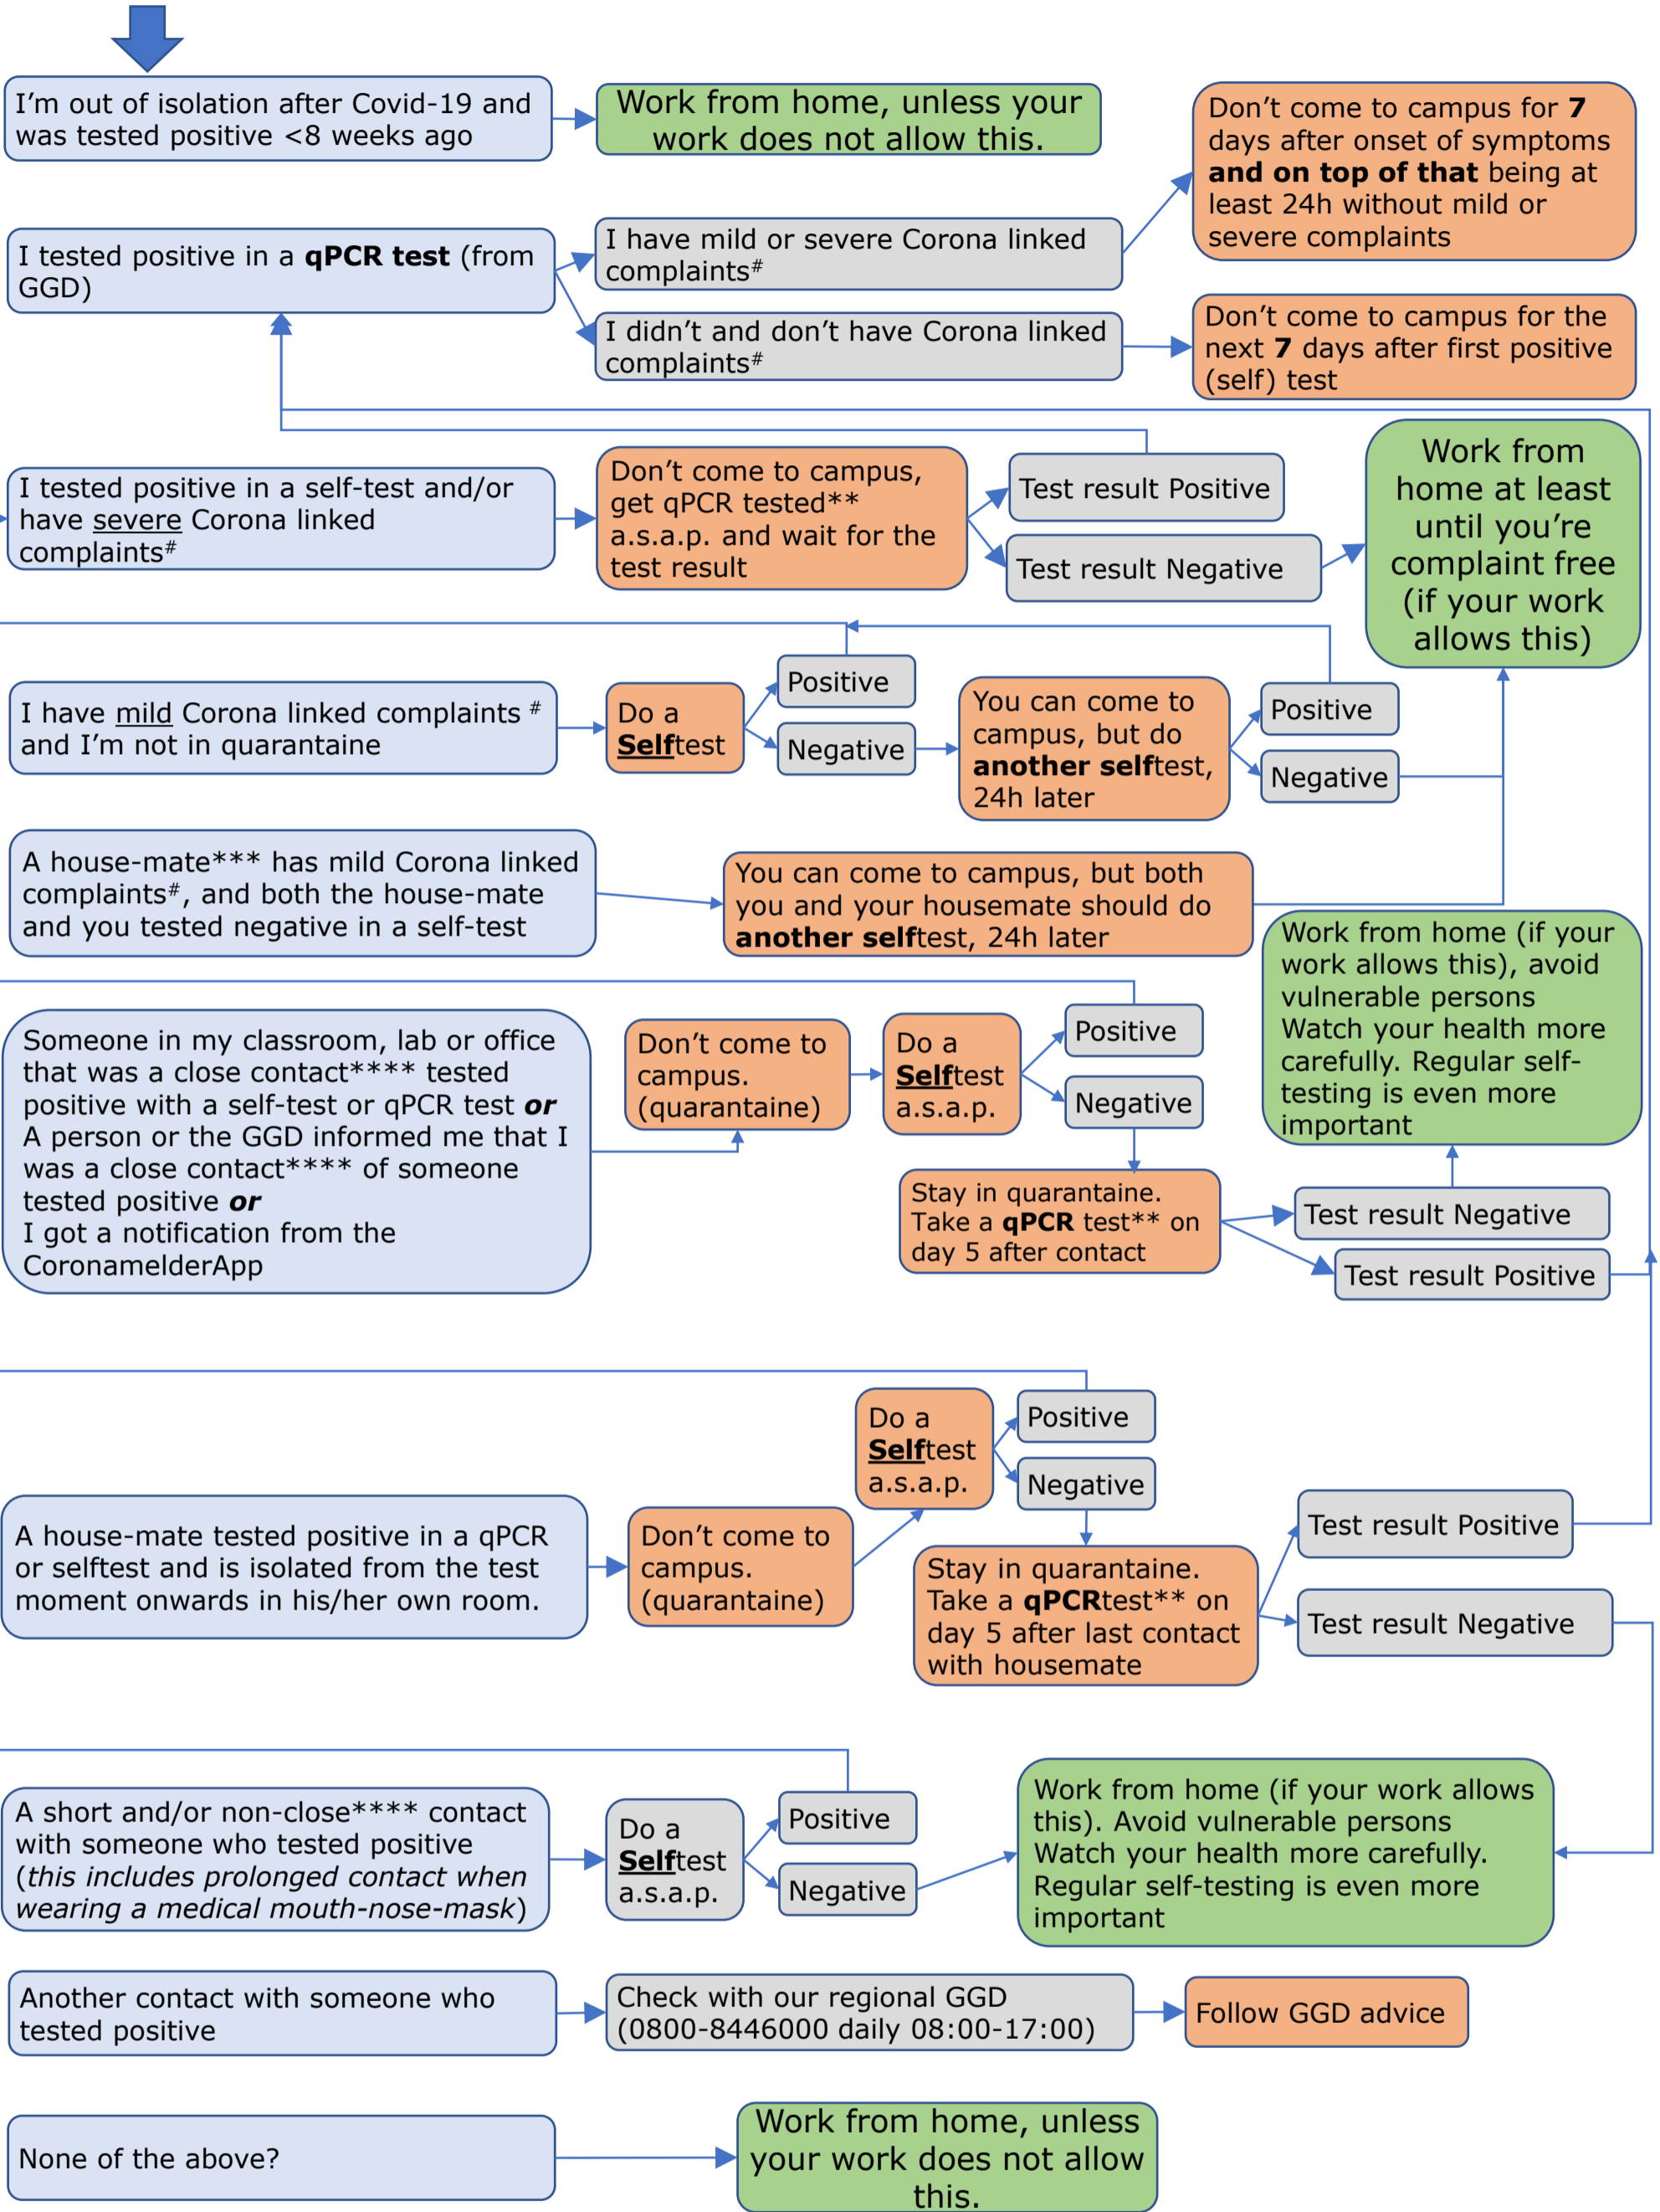 I'm out of isolation after Covid-19 and
was tested positive <8 weeks ago
Work from home, unless your
work does not allow this.
Don't come to campus for 7
days after onset of symptoms
and on top of that being at
least 24h without mild or
severe complaints
I tested positive in a qPCR test (from
GGD)
I have mild or severe Corona linked
complaints#
I didn't and don't have Corona linked
complaints#
Don't come to campus for the
next 7 days after first positive
(self) test
I tested positive in a self-test and/or
have severe Corona linked
complaints#
Don't come to campus,
get qPCR tested**
a.s.a.p. and wait for the
test result
Test result Positive
Test result Negative
Work from
home at least
until you're
complaint free
(if your work
allows this)
I have mild Corona linked complaints #
and I'm not in quarantaine
Do a
Selftest
Positive
Negative
You can come to
campus, but do
another selftest,
24h later
Positive
Negative
A house-mate*** has mild Corona linked
complaints#, and both the house-mate
and you tested negative in a self-test
You can come to campus, but both
you and your housemate should do
another selftest, 24h later
Work from home (if your
work allows this), avoid
vulnerable persons
Watch your health more
carefully. Regular self-
testing is even more
important
Someone in my classroom, lab or office
that was a close contact**** tested
positive with a self-test or qPCR test or
A person or the GGD informed me that I
was a close contact**** of someone
tested positive or
I got a notification from the
CoronamelderApp
Don't come to
campus.
(quarantaine)
Do a
Selftest
a.s.a.p.
Positive
Negative
Stay in quarantaine.
Take a qPCR test** on
day 5 after contact
Test result Negative
Test result Positive
A house-mate tested positive in a qPCR
or selftest and is isolated from the test
moment onwards in his/her own room.
Don't come to
campus.
(quarantaine)
Do a
Selftest
a.s.a.p.
Positive
Negative
Stay in quarantaine.
Take a qPCRtest** on
day 5 after last contact
with housemate
Test result Positive
Test result Negative
A short and/or non-close**** contact
with someone who tested positive
(this includes prolonged contact when
wearing a medical mouth-nose-mask)
Do a
Selftest
a.s.a.p.
Positive
Negative
Work from home (if your work allows
this). Avoid vulnerable persons
Watch your health more carefully.
Regular self-testing is even more
important
Another contact with someone who
tested positive
Check with our regional GGD
(0800-8446000 daily 08:00-17:00)
Follow GGD advice
None of the above?
Work from home, unless
your work does not allow
this.